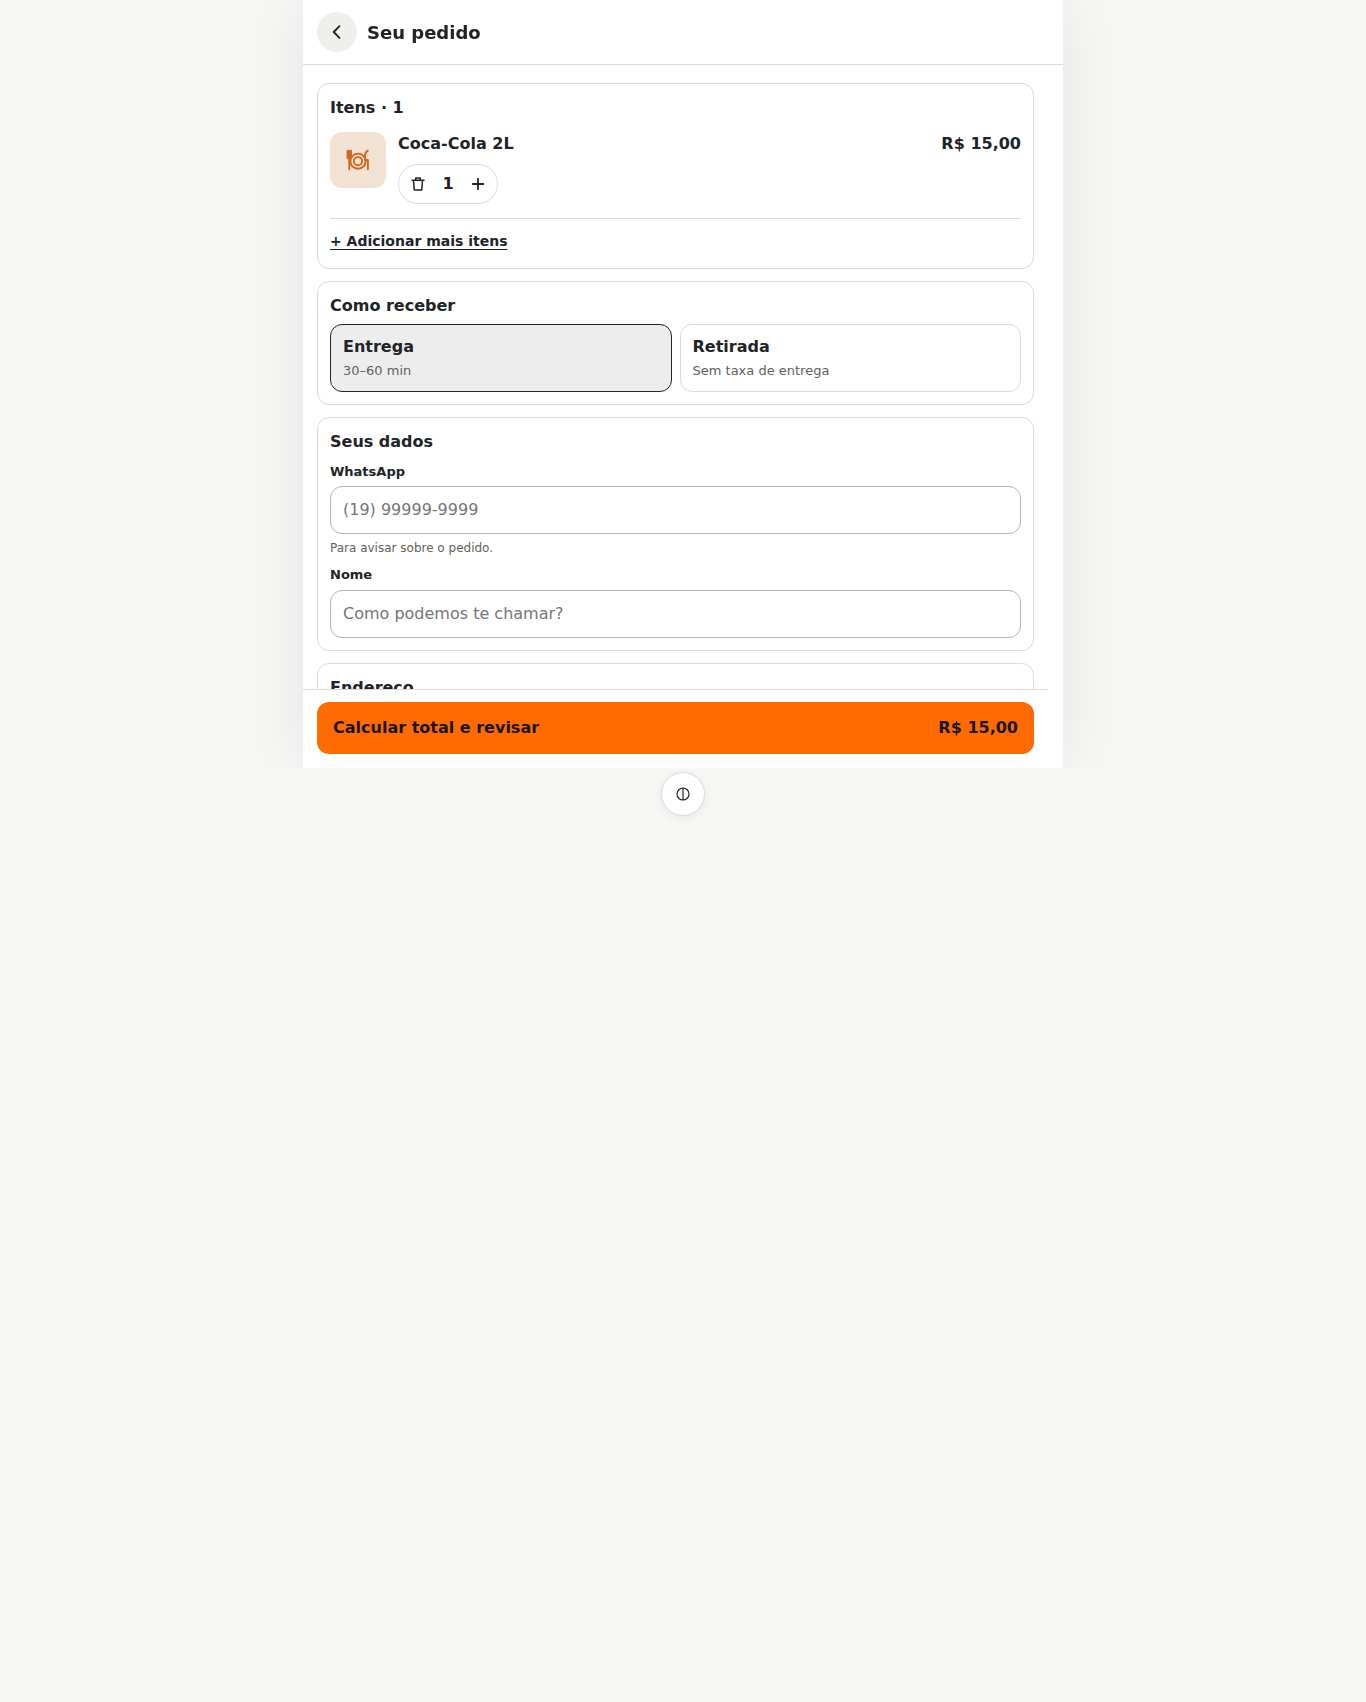 Seu pedido
Itens · 1
Coca-Cola 2L
R$ 15,00
1
+ Adicionar mais itens
Como receber
Entrega
30–60 min
Retirada
Sem taxa de entrega
Seus dados
WhatsApp
(19) 99999-9999
Para avisar sobre o pedido.
Nome
Como podemos te chamar?
Endereço
Calcular total e revisar
R$ 15,00